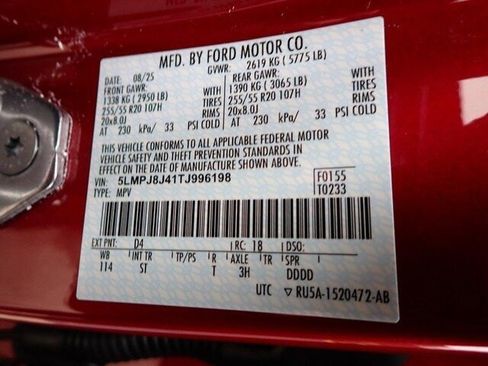 MFD. BY FORD MOTOR CO.
DATE: 08/25 GVWR: 2619 KG ( 5775 LB)
FRONT GAWR: REAR GAWR:
1338 KG ( 2950 LB) WITH 1390 KG ( 3065 LB) WITH
255/55 R20 107H TIRES 255/55 R20 107H TIRES
20x8.0J RIMS 20x8.0J RIMS
AT 230 kPa/ 33 PSI COLD AT 230 kPa/ 33 PSI COLD
THIS VEHICLE CONFORMS TO ALL APPLICABLE FEDERAL MOTOR
VEHICLE SAFETY AND THEFT PREVENTION STANDARDS IN EFFECT ON THE DATE OF MANUFACTURE
SHOWN ABOVE.
VIN: 5LMPJ8J41TJ996198 F0155
TYPE: MPV T0233
EXT PNT: D4 RC: 18 DSO:
WB INT TR TP/PS R AXLE TR SPR
114 ST T 3H DDDD
UTC ▽ RU5A-1520472-AB